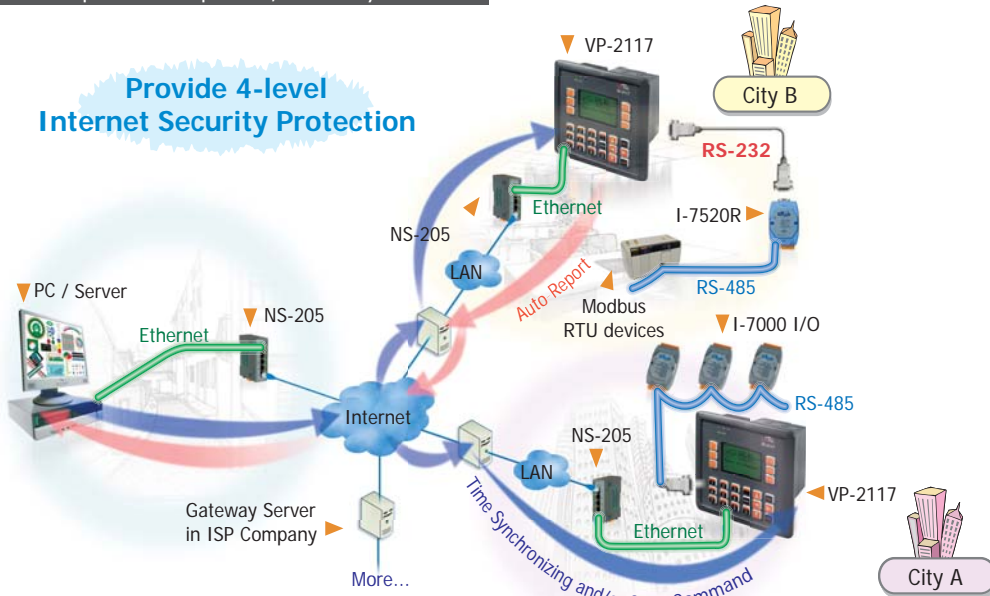 Provide 4-level
Internet Security Protection
VP-2117
City B
RS-232
I-7520R
Ethernet
NS-205
LAN
RS-485
Auto Report
Modbus
RTU devices
PC / Server
NS-205
Ethernet
I-7000 I/O
RS-485
Internet
NS-205
LAN
VP-2117
Gateway Server
in ISP Company
Ethernet
Time Synchronizing and/
Command
More...
City A